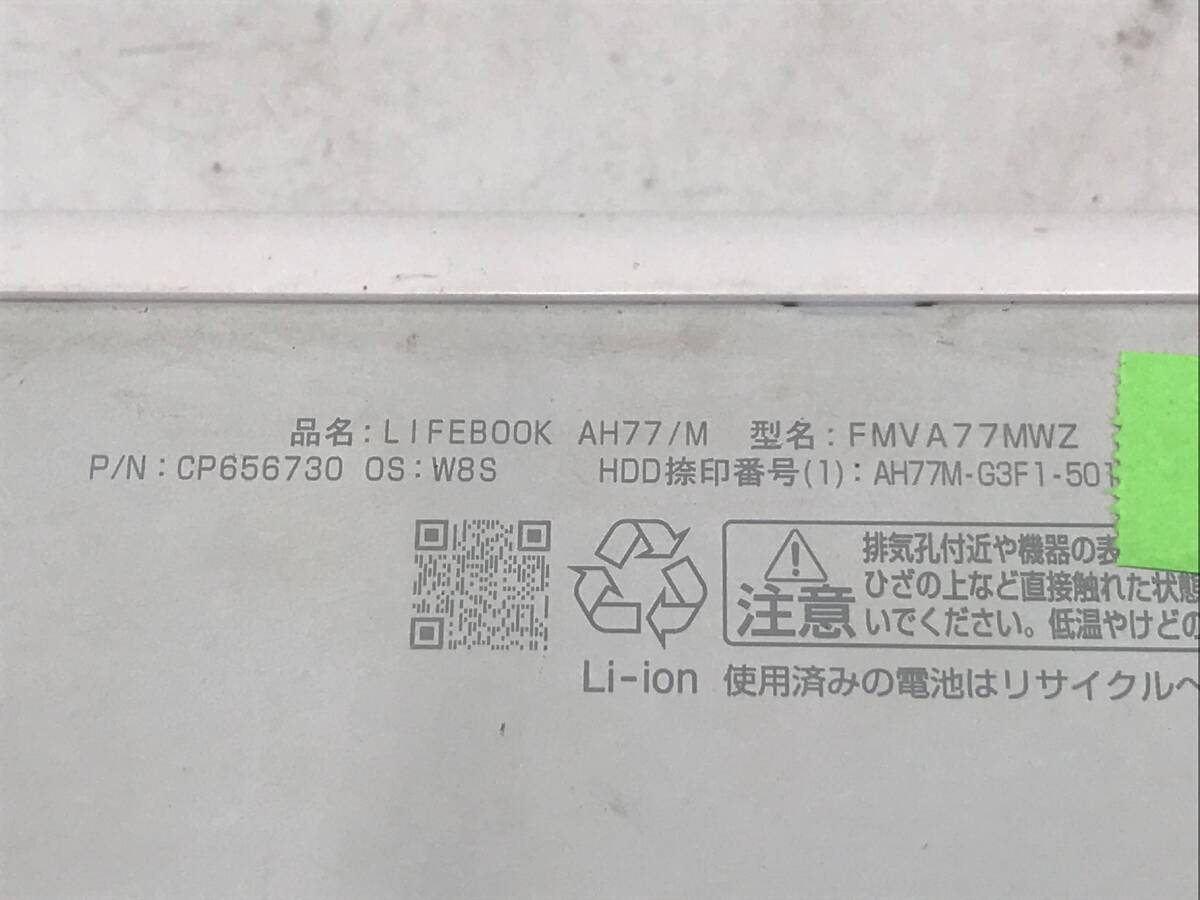 品名:LIFEBOOK AH77/M 型名:FMVA77MWZ
P/N:CP656730 OS:W8S HDD捺印番号(1):AH77M-G3F1-501
排気孔付近や機器の表
ひざの上など直接触れた状態
いでください。低温やけどの
注意
Li-ion 使用済みの電池はリサイクルへ